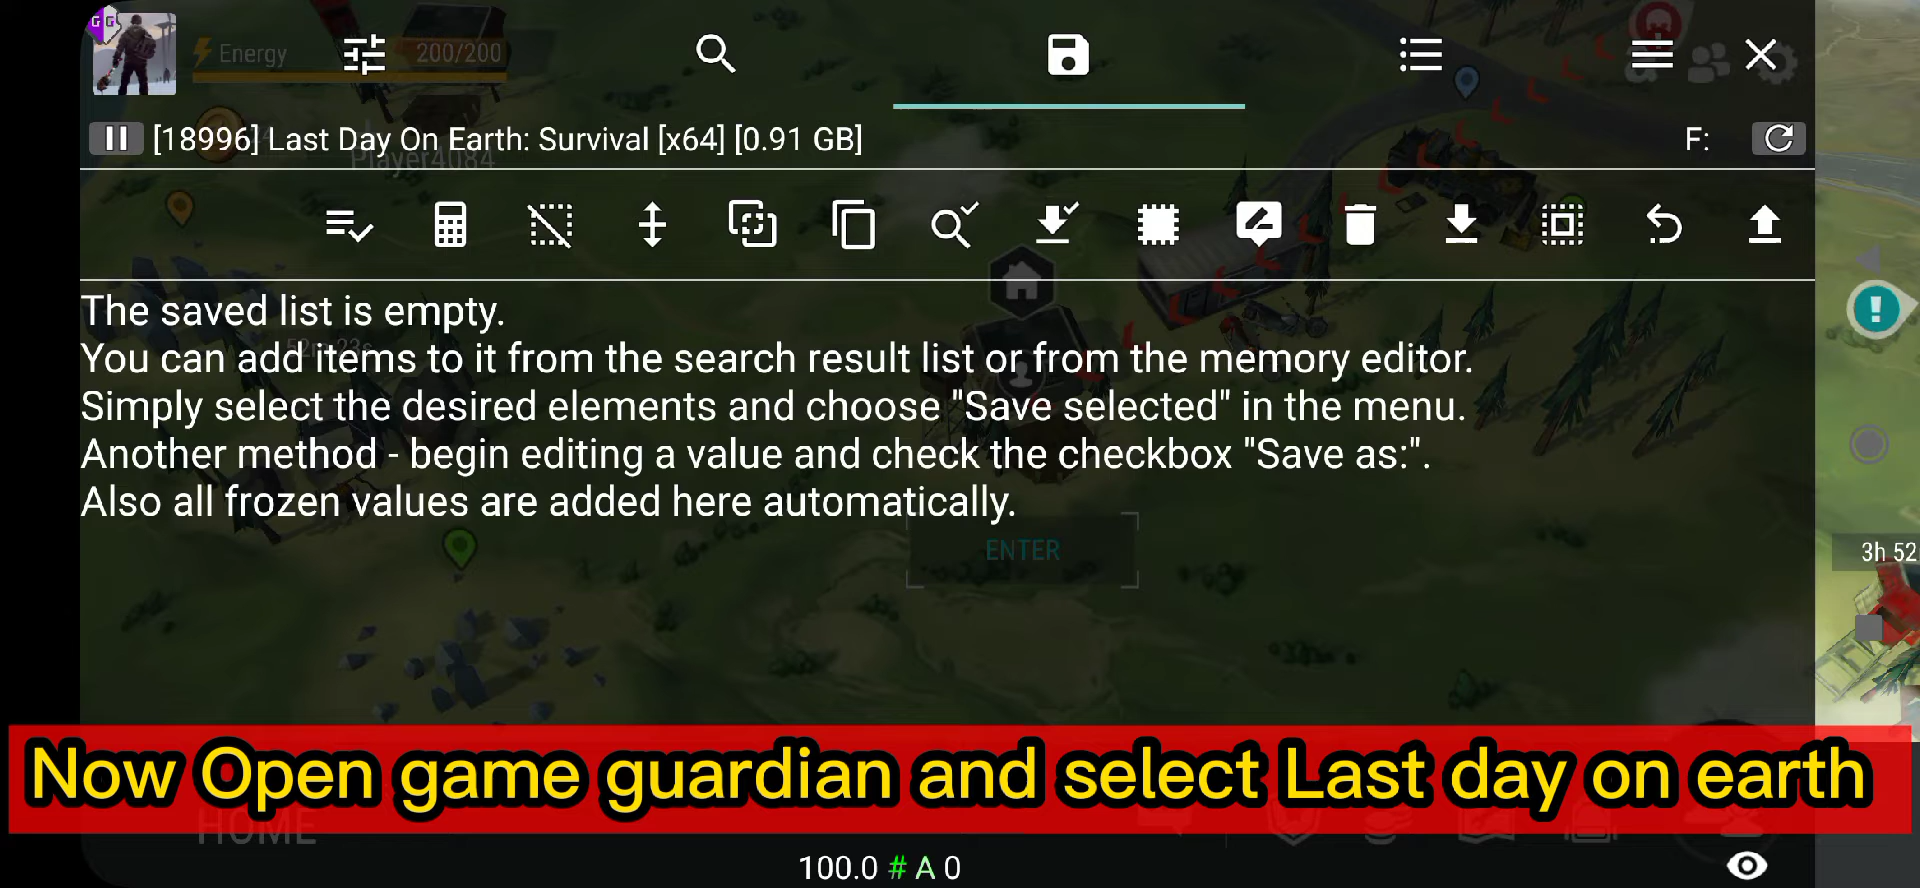 GG
Energy 200/200
[18996] Last Day On Earth: Survival [x64] [0.91 GB]
F:
Player4084
The saved list is empty.
52m 23s
You can add items to it from the search result list or from the memory editor.
Simply select the desired elements and choose "Save selected" in the menu.
Another method - begin editing a value and check the checkbox "Save as:".
Also all frozen values are added here automatically.
ENTER
3h 52
Now Open game guardian and select Last day on earth
HOME
100.0 # A 0